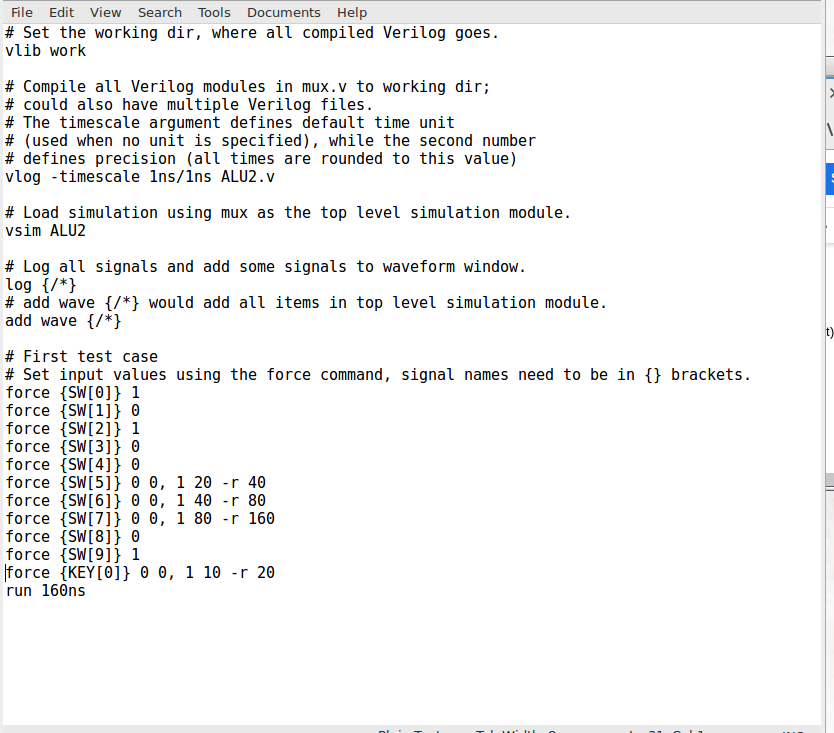 File Edit View Search Tools Documents Help
# Set the working dir, where all compiled Verilog goes.
vlib work
# Compile all Verilog modules in mux.v to working dir;
# could also have multiple Verilog files.
# The timescale argument defines default time unit
# (used when no unit is specified), while the second number
# defines precision (all times are rounded to this value)
vlog -timescale 1ns/1ns ALU2.v
# Load simulation using mux as the top level simulation module.
vsim ALU2
# Log all signals and add some signals to waveform window.
log {/*}
# add wave {/*} would add all items in top level simulation module.
add wave {/*}
# First test case
# Set input values using the force command, signal names need to be in {} brackets.
force {SW[0]} 1
force {SW[1]} 0
force {SW[2]} 1
force {SW[3]} 0
force {SW[4]} 0
force {SW[5]} 0 0, 1 20 -r 40
force {SW[6]} 0 0, 1 40 -r 80
force {SW[7]} 0 0, 1 80 -r 160
force {SW[8]} 0
force {SW[9]} 1
force {KEY[0]} 0 0, 1 10 -r 20
run 160ns
t)